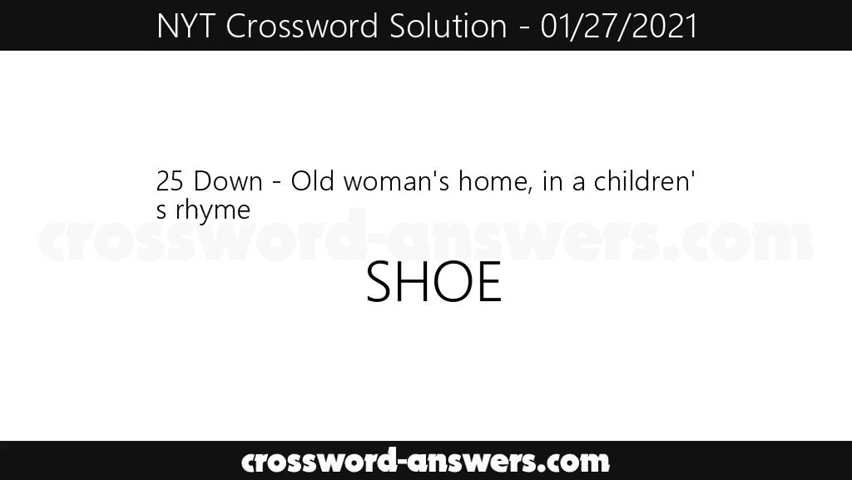 NYT Crossword Solution - 01/27/2021
25 Down - Old woman's home, in a children'
s rhyme
crossword-answers.com
SHOE
crossword-answers.com